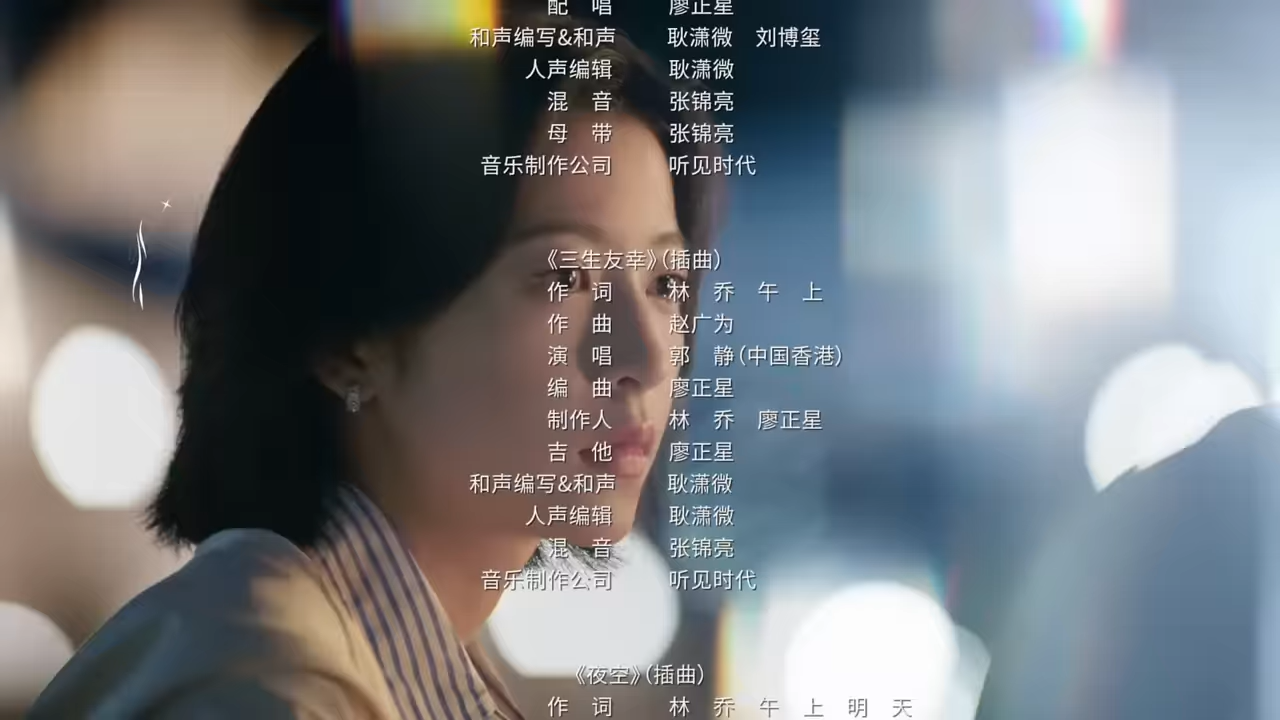 配 唱 廖正星
和声编写&和声 耿潇微 刘博玺
人声编辑 耿潇微
混 音 张锦亮
母 带 张锦亮
音乐制作公司 听见时代
《三生友幸》(插曲)
作 词 林 乔 午 上
作 曲 赵广为
演 唱 郭 静(中国香港)
编 曲 廖正星
制作人 林 乔 廖正星
吉 他 廖正星
和声编写&和声 耿潇微
人声编辑 耿潇微
混 音 张锦亮
音乐制作公司 听见时代
《夜空》(插曲)
作 词 林 乔 午 上 明 天